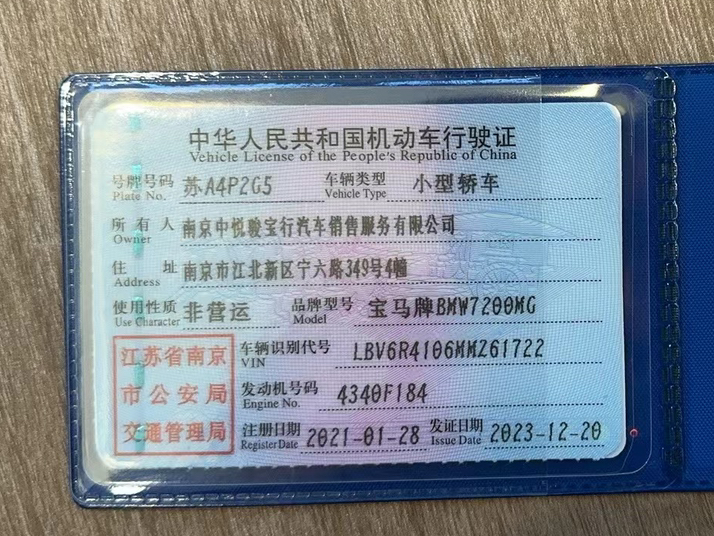 中华人民共和国机动车行驶证
Vehicle License of the People's Republic of China
号牌号码 苏A4P2G5 车辆类型 小型轿车
Plate No. Vehicle Type
所有人 南京中悦骏宝行汽车销售服务有限公司
Owner
住址 南京市江北新区宁六路349号4幢
Address
使用性质 非营运 品牌型号 宝马牌BMW7200MG
Use Character Model
江苏省南京
市公安局
交通管理局
车辆识别代号 LBV6R4106MMZ61722
VIN
发动机号码 4340F184
Engine No.
注册日期 2021-01-28 发证日期 2023-12-20
Register Date Issue Date